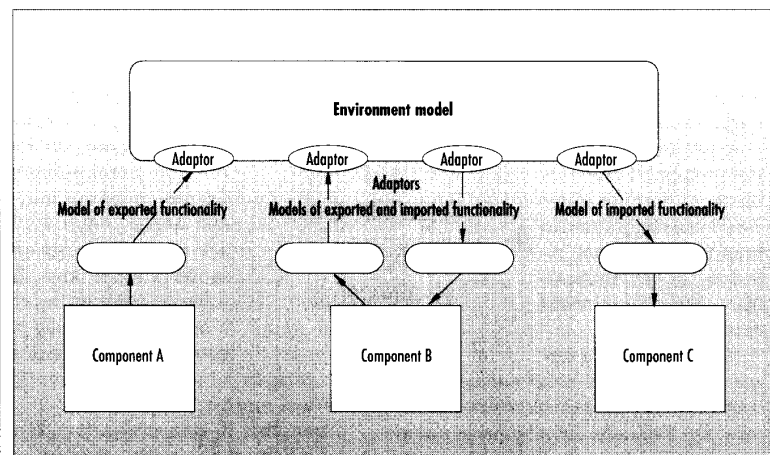 Environment model
Adaptor
Adaptor
Adaptor
Adaptor
Adaptors
Model of exported functionality
Models of exported and imported functionality
Model of imported functionality
Component A
Component B
Component C